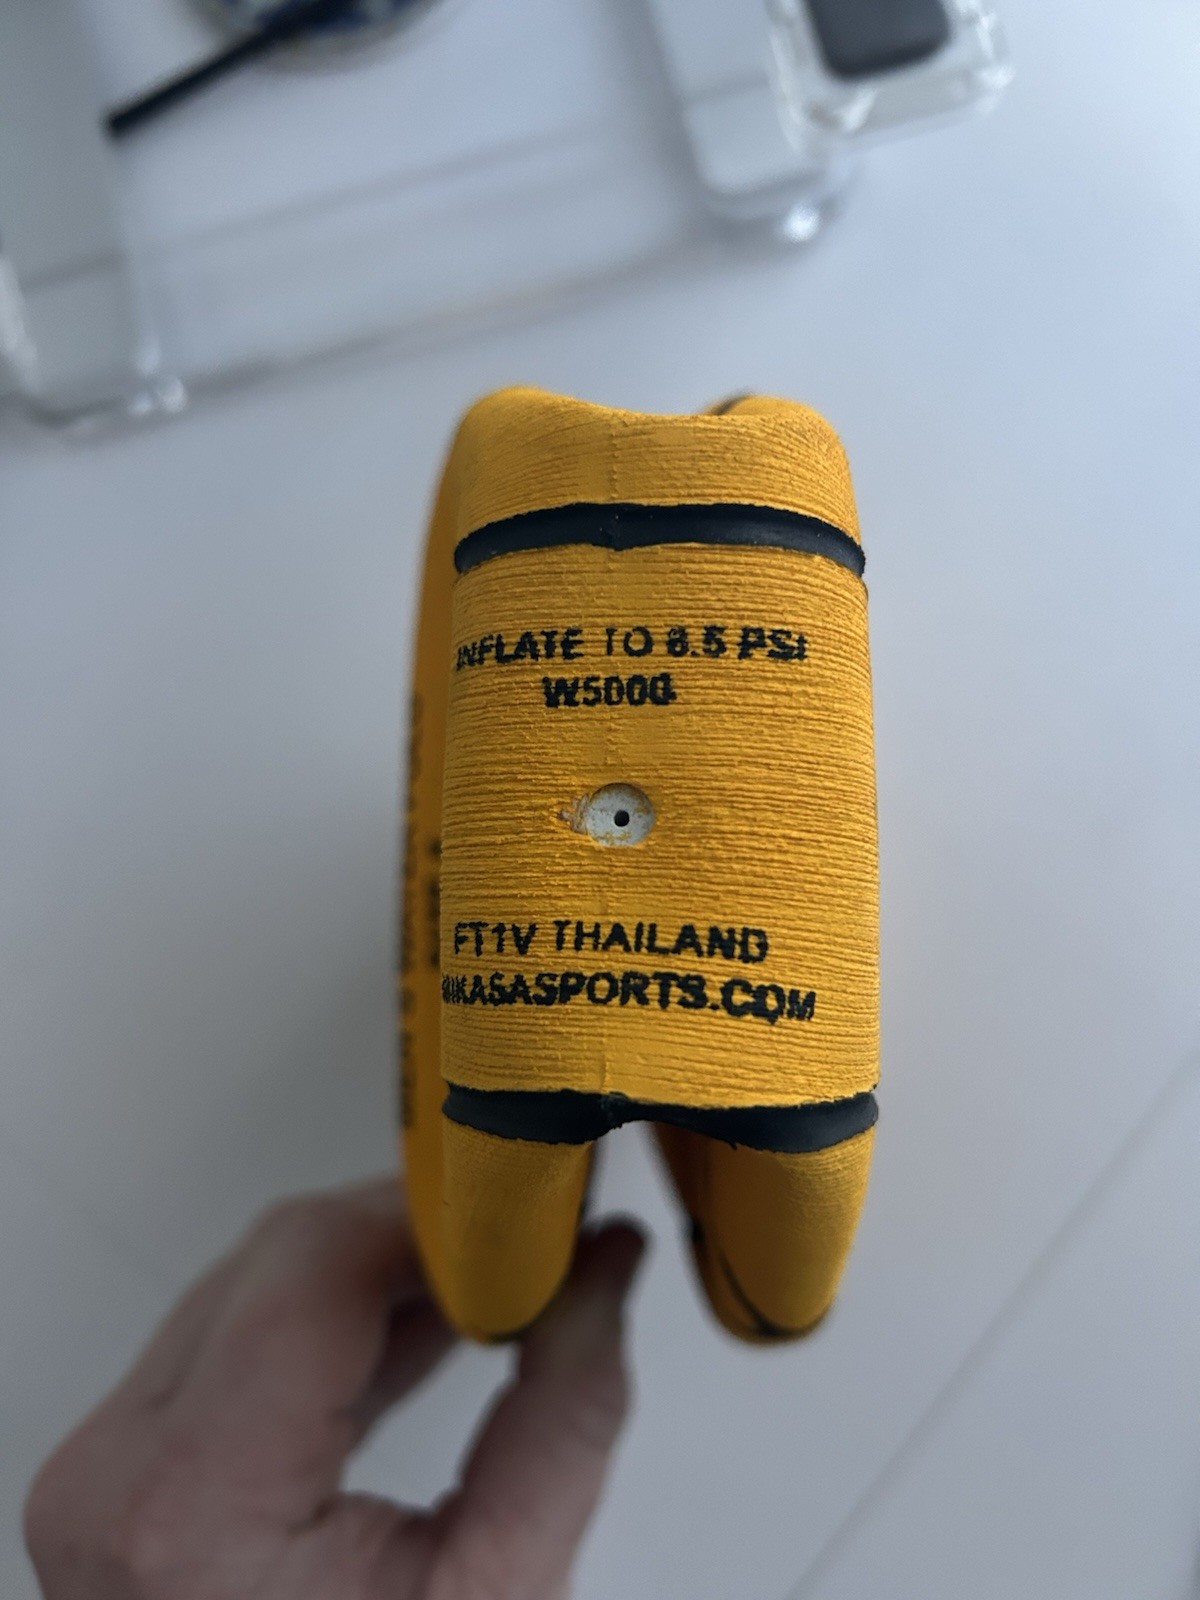 INFLATE TO 8.5 PSI
W5000
FT1V THAILAND
MIKASASPORTS.COM